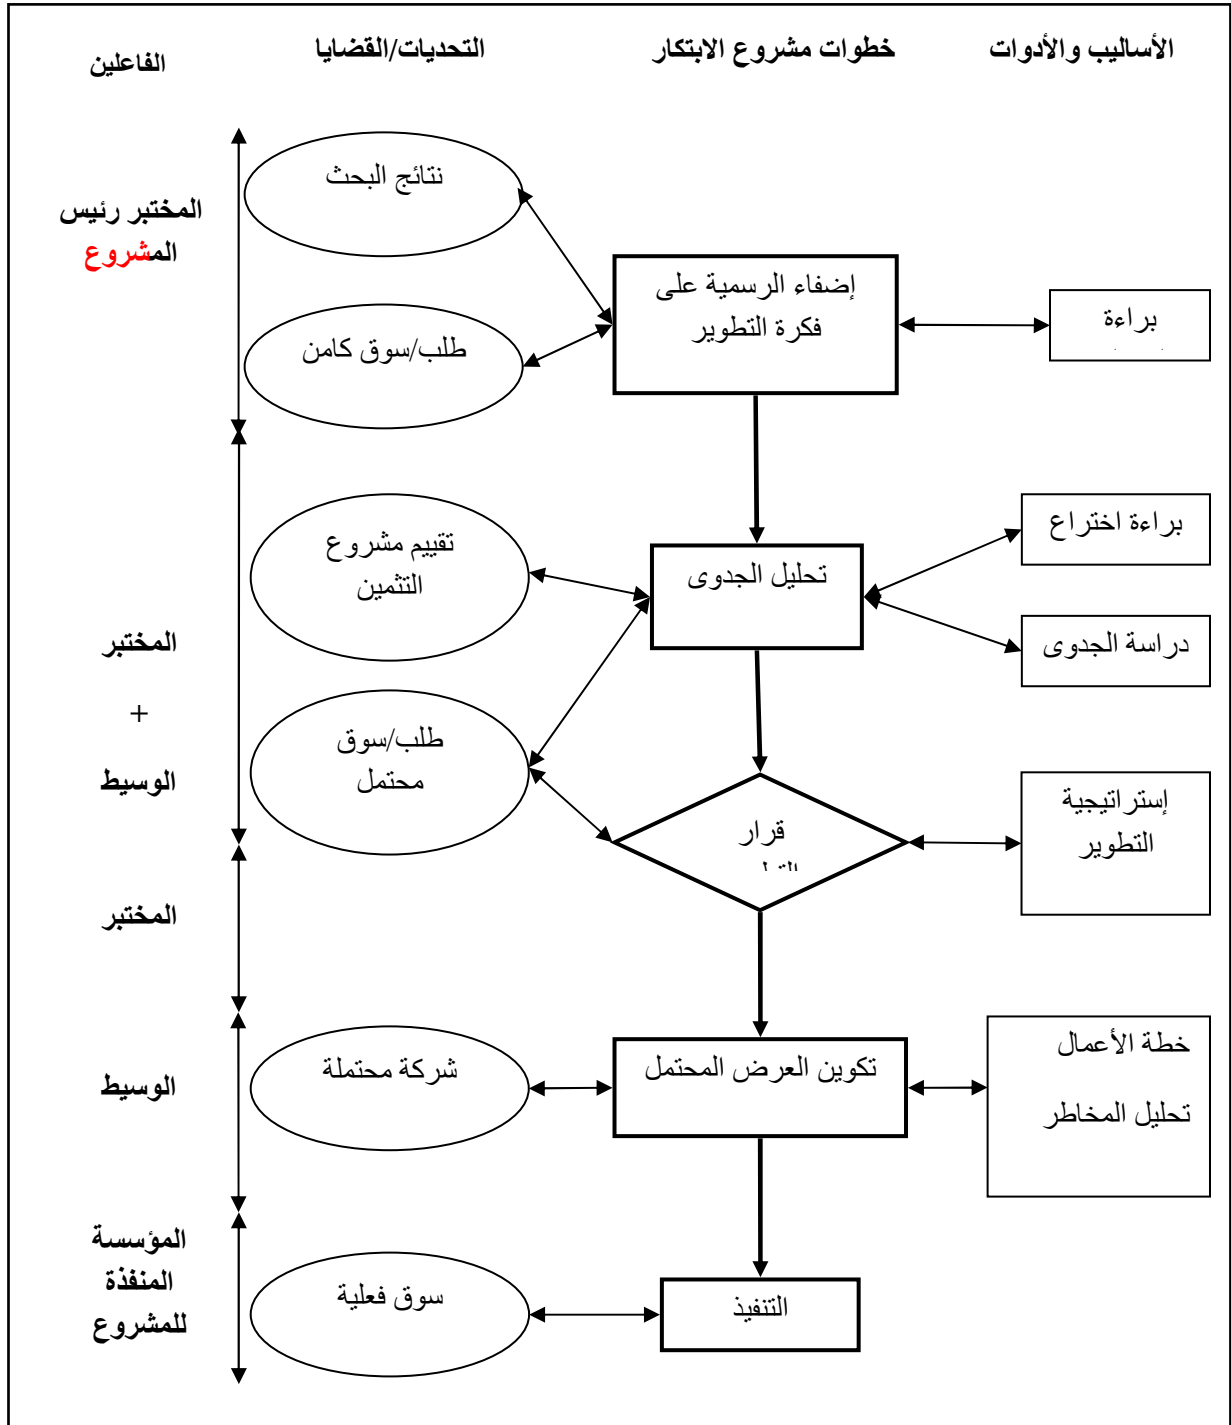 الأساليب والأدوات
خطوات مشروع الابتكار
التحديات/القضايا
الفاعلين
نتائج البحث
المختبر رئيس
المشروع
إضفاء الرسمية على
فكرة التطوير
براءة
طلب/سوق كامن
براءة اختراع
تقييم مشروع
التثمين
تحليل الجدوى
دراسة الجدوى
المختبر
+
الوسيط
طلب/سوق
محتمل
إستراتيجية
التطوير
قرار
المختبر
خطة الأعمال
تحليل المخاطر
تكوين العرض المحتمل
شركة محتملة
الوسيط
المؤسسة
المنفذة
للمشروع
سوق فعلية
التنفيذ